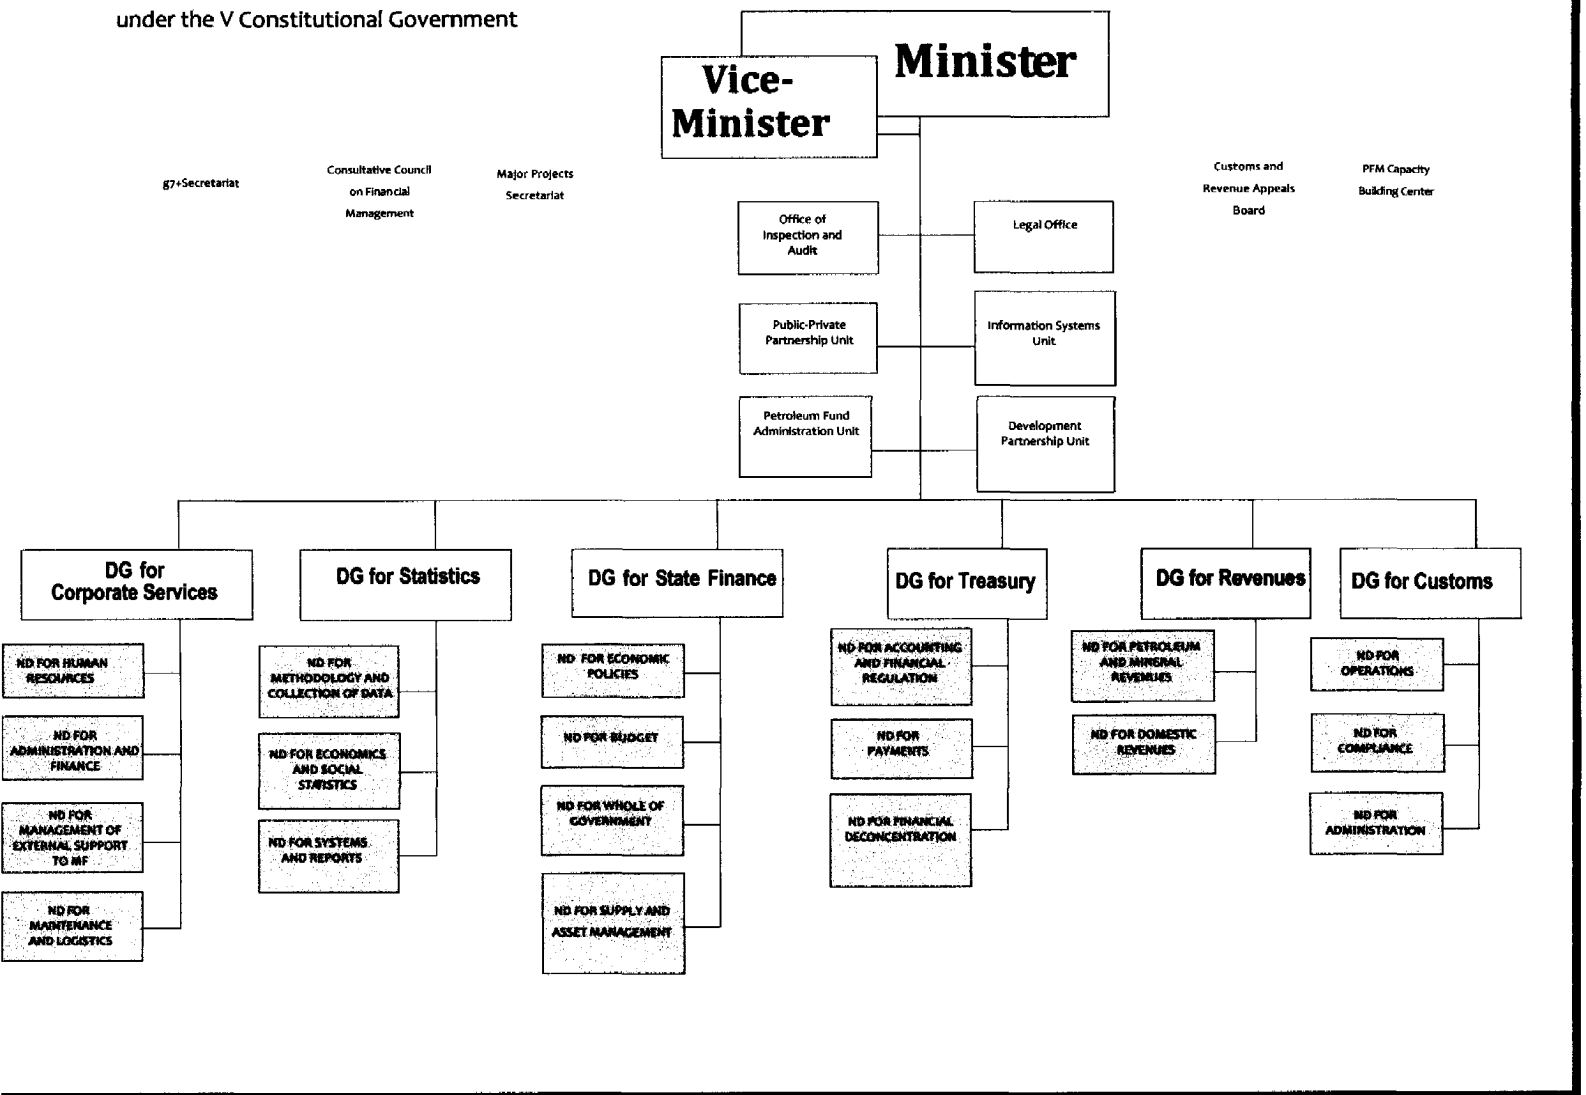 under the V Constitutional Government
Minister
Vice-
Minister
g7+Secretariat
Consultative Council
on Financial
Management
Major Projects
Secretariat
Customs and
Revenue Appeals
Board
PFM Capacity
Building Center
Office of
Inspection and
Audit
Legal Office
Public-Private
Partnership Unit
Information Systems
Unit
Petroleum Fund
Administration Unit
Development
Partnership Unit
DG for
Corporate Services
DG for Statistics
DG for State Finance
DG for Treasury
DG for Revenues
DG for Customs
ND FOR HUMAN
RESOURCES
ND FOR
ADMINISTRATION AND
FINANCE
ND FOR
MANAGEMENT OF
EXTERNAL SUPPORT
TO MF
ND FOR
MAINTENANCE
AND LOGISTICS
ND FOR
METHODOLOGY AND
COLLECTION OF DATA
ND FOR ECONOMICS
AND SOCIAL
STATISTICS
ND FOR SYSTEMS
AND REPORTS
ND FOR ECONOMIC
POLICIES
ND FOR BUDGET
ND FOR WHOLE OF
GOVERNMENT
ND FOR SUPPLY AND
ASSET MANAGEMENT
ND FOR ACCOUNTING
AND FINANCIAL
REGULATION
ND FOR
PAYMENTS
ND FOR FINANCIAL
DECONCENTRATION
ND FOR PETROLEUM
AND MINERAL
REVENUES
ND FOR DOMESTIC
REVENUES
ND FOR
OPERATIONS
ND FOR
COMPLIANCE
ND FOR
ADMINISTRATION